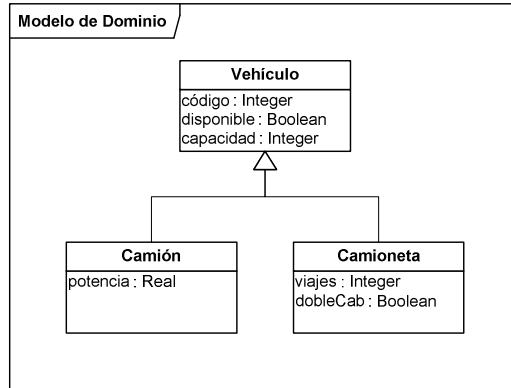 Modelo de Dominio
Vehículo
código : Integer
disponible : Boolean
capacidad : Integer
Camión
potencia : Real
Camioneta
viajes : Integer
dobleCab : Boolean